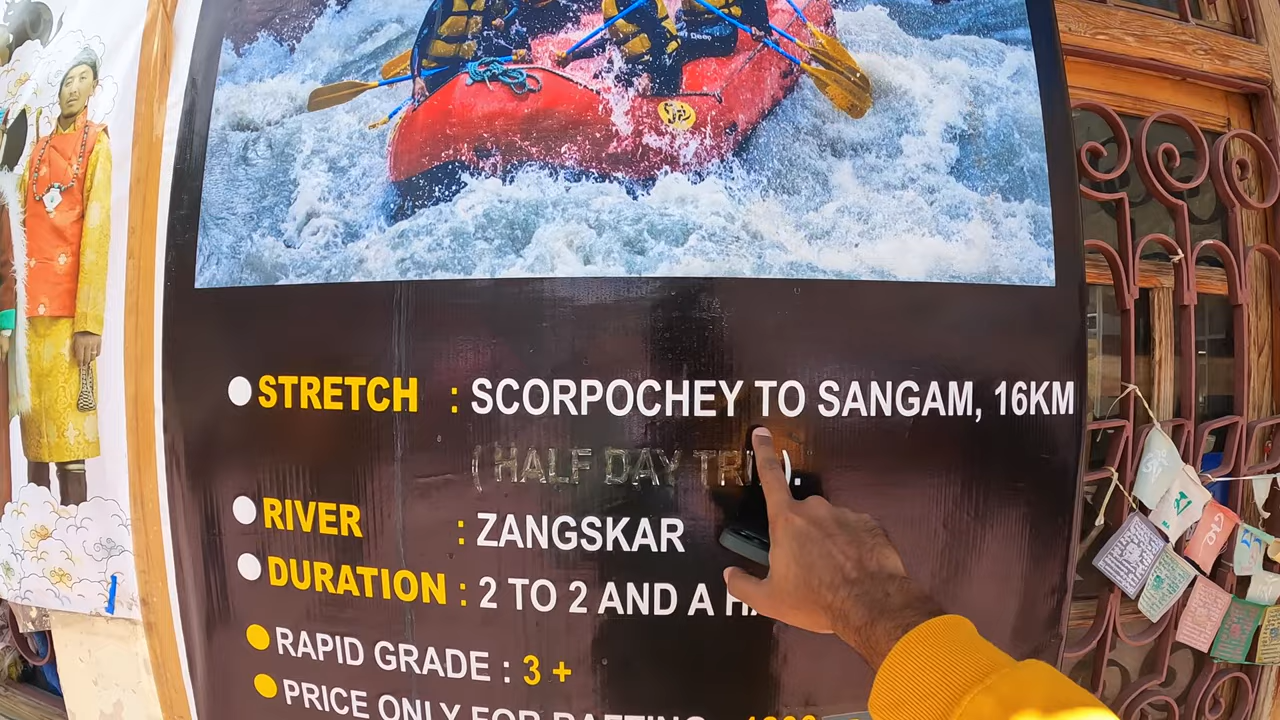 STRETCH : SCORPOCHEY TO SANGAM, 16KM
(HALF DAY TRI ).
RIVER : ZANGSKAR
DURATION : 2 TO 2 AND A
RAPID GRADE : 3 +
PRICE ONLY FOR RAFTING :